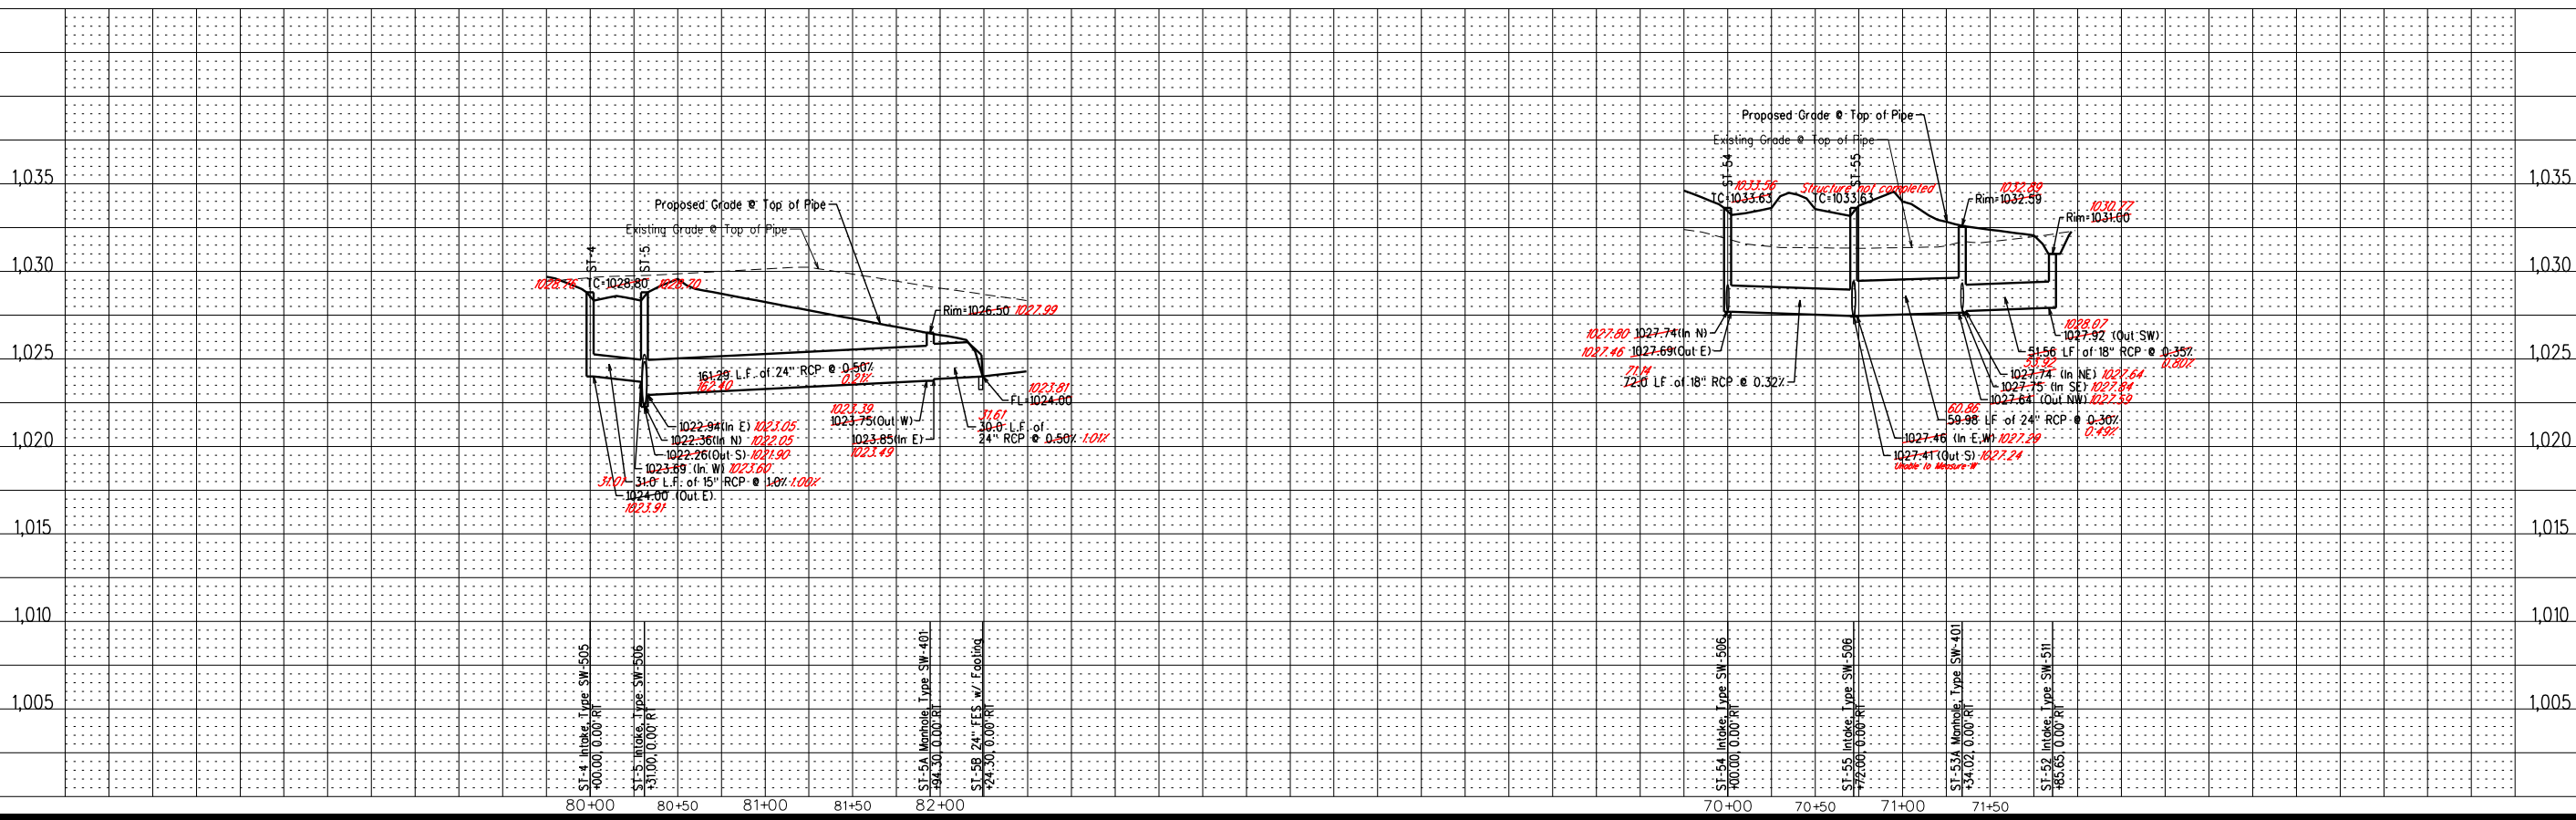 1,035
1,030
1,025
1,020
1,015
1,010
1,005
Proposed Grade @ Top of Pipe
Existing Grade @ Top of Pipe
ST-4
ST-5
1028.76
TC=1028.80
1028.70
Rim=1026.50 1027.99
161.29 L.F. of 24" RCP @ 0.50%
162.40
0.21%
1023.81
FL=1024.00
1023.39
1023.75(Out W)
1023.85(In E)
1023.49
31.61
30.0 L.F. of
24" RCP @ 0.50% 1.01%
1022.94(In E) 1023.05
1022.36(In N) 1022.05
1022.26(Out S) 1021.90
1023.69 (In W) 1023.60
31.01 31.0 L.F. of 15" RCP @ 1.0% 1.00%
1024.00 (Out E)
1023.91
ST-4 Intake, Type SW-505
+00.00, 0.00' RT
ST-5 Intake, Type SW-506
+31.00, 0.00' RT
ST-5A Manhole, Type SW-401
+94.30, 0.00' RT
ST-5B 24" FES w/ Footing
+24.30, 0.00' RT
80+00
80+50
81+00
81+50
82+00
Proposed Grade @ Top of Pipe
Existing Grade @ Top of Pipe
ST-54
ST-55
1033.56
TC=1033.63
Structure not completed
TC=1033.63
1032.89
Rim=1032.59
1030.77
Rim=1031.00
1027.80 1027.74(In N)
1027.46 1027.69(Out E)
71.14
72.0 LF of 18" RCP @ 0.32%
1028.07
1027.92 (Out SW)
51.56 LF of 18" RCP @ 0.35%
53.92
0.80%
1027.74 (In NE) 1027.64
1027.75 (In SE) 1027.84
1027.64 (Out NW) 1027.59
60.86
59.98 LF of 24" RCP @ 0.30%
0.49%
1027.46 (In E,W) 1027.29
1027.41 (Out S) 1027.24
Unable to Measure W
ST-54 Intake, Type SW-506
+00.00, 0.00' RT
ST-55 Intake, Type SW-506
+72.00, 0.00' RT
ST-53A Manhole, Type SW-401
+34.02, 0.00' RT
ST-52 Intake, Type SW-511
+85.65, 0.00' RT
70+00
70+50
71+00
71+50
1,035
1,030
1,025
1,020
1,015
1,010
1,005